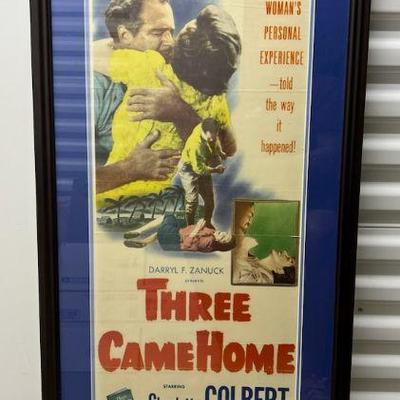 WOMAN'S
PERSONAL
EXPERIENCE
—told
the way
it
happened!
DARRYL F. ZANUCK
presents
THREE
CAME HOME
STARRING
COLBERT